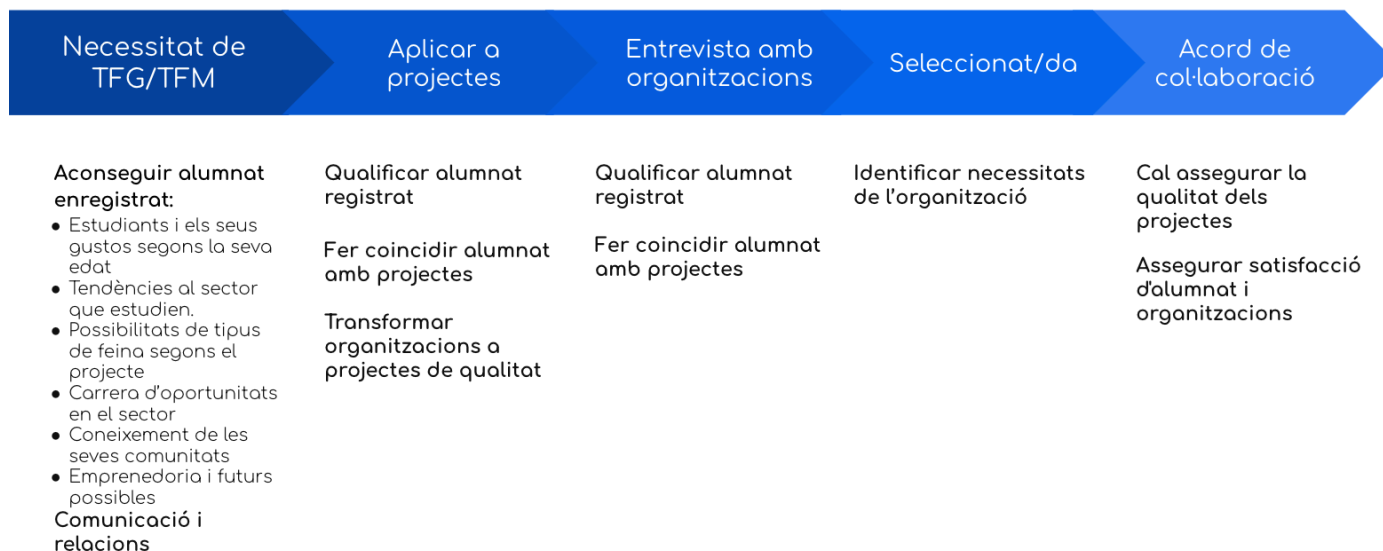 Necessitat de
TFG/TFM
Aplicar a
projectes
Entrevista amb
organitzacions
Seleccionat/da
Acord de
col·laboració
Aconseguir alumnat
enregistrat:
● Estudiants i els seus
gustos segons la seva
edat
● Tendències al sector
que estudien.
● Possibilitats de tipus
de feina segons el
projecte
● Carrera d'oportunitats
en el sector
● Coneixement de les
seves comunitats
● Emprenedoria i futurs
possibles
Comunicació i
relacions
Qualificar alumnat
registrat
Fer coincidir alumnat
amb projectes
Transformar
organitzacions a
projectes de qualitat
Qualificar alumnat
registrat
Fer coincidir alumnat
amb projectes
Identificar necessitats
de l'organització
Cal assegurar la
qualitat dels
projectes
Assegurar satisfacció
d'alumnat i
organitzacions